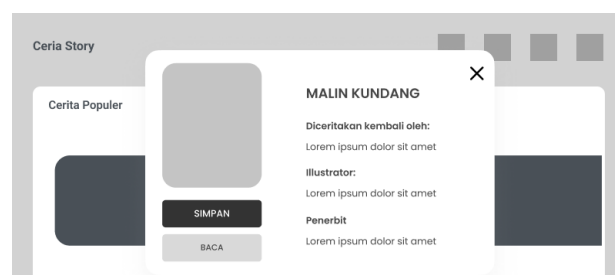 Ceria Story
Cerita Populer
MALIN KUNDANG
Diceritakan kembali oleh:
Lorem ipsum dolor sit amet
Illustrator:
Lorem ipsum dolor sit amet
Penerbit
Lorem ipsum dolor sit amet
SIMPAN
BACA